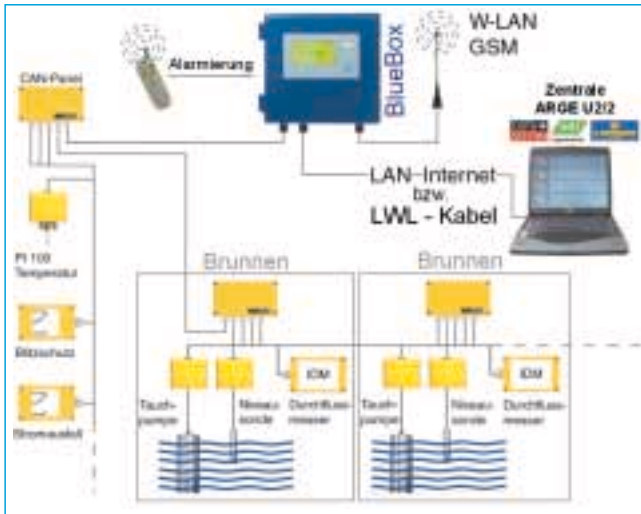 W-LAN
GSM
Alarmierung
BlueBox
CAN-Panel
Zentrale
ARGE U2/2
LAN-Internet
bzw.
LWL - Kabel
Pt 100
Temperatur
Blitzschutz
Stromausfall
Brunnen
IDM
Tauch-
pumpe
Niveau-
sonde
Durchfluss-
messer
Brunnen
IDM
Tauch-
pumpe
Niveau-
sonde
Durchfluss-
messer